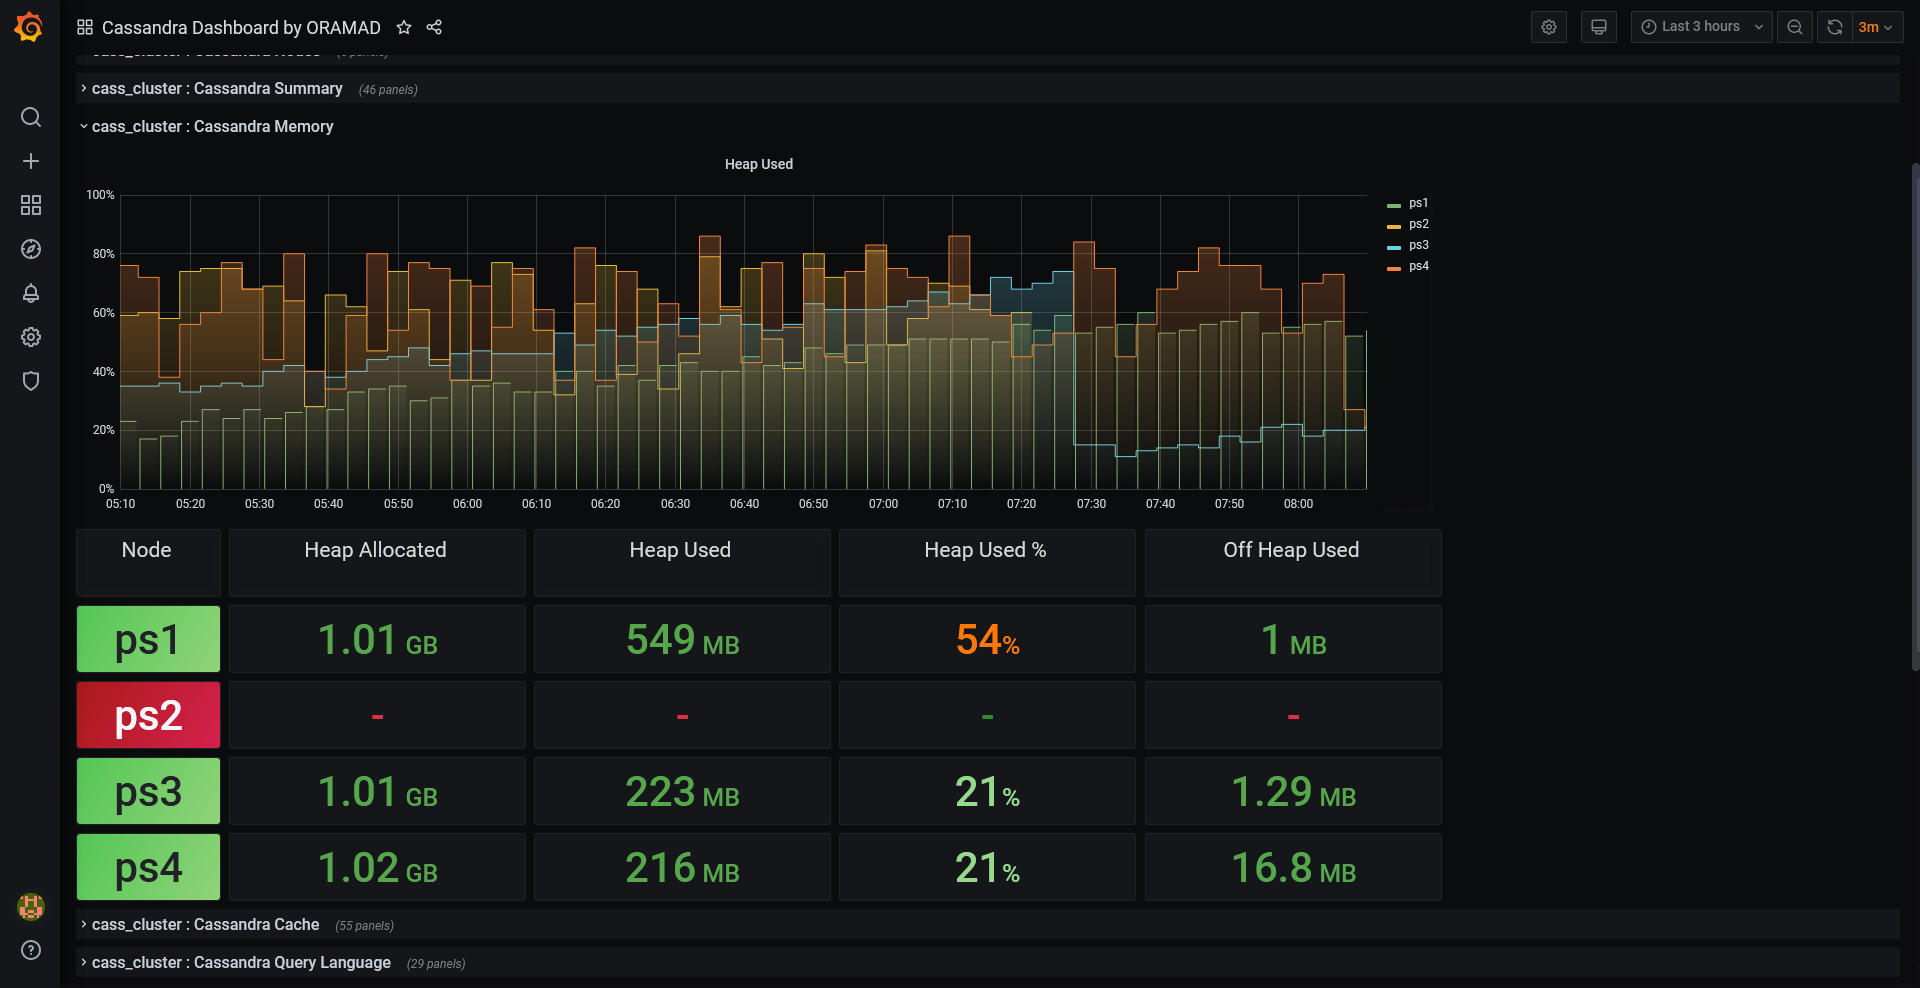 Cassandra Dashboard by ORAMAD
Last 3 hours
3m
cass_cluster : Cassandra Summary (46 panels)
cass_cluster : Cassandra Memory
Heap Used
100%
80%
60%
40%
20%
0%
05:10 05:20 05:30 05:40 05:50 06:00 06:10 06:20 06:30 06:40 06:50 07:00 07:10 07:20 07:30 07:40 07:50 08:00
ps1
ps2
ps3
ps4
Node Heap Allocated Heap Used Heap Used % Off Heap Used
ps1 1.01 GB 549 MB 54% 1 MB
ps2 - - - -
ps3 1.01 GB 223 MB 21% 1.29 MB
ps4 1.02 GB 216 MB 21% 16.8 MB
cass_cluster : Cassandra Cache (55 panels)
cass_cluster : Cassandra Query Language (29 panels)